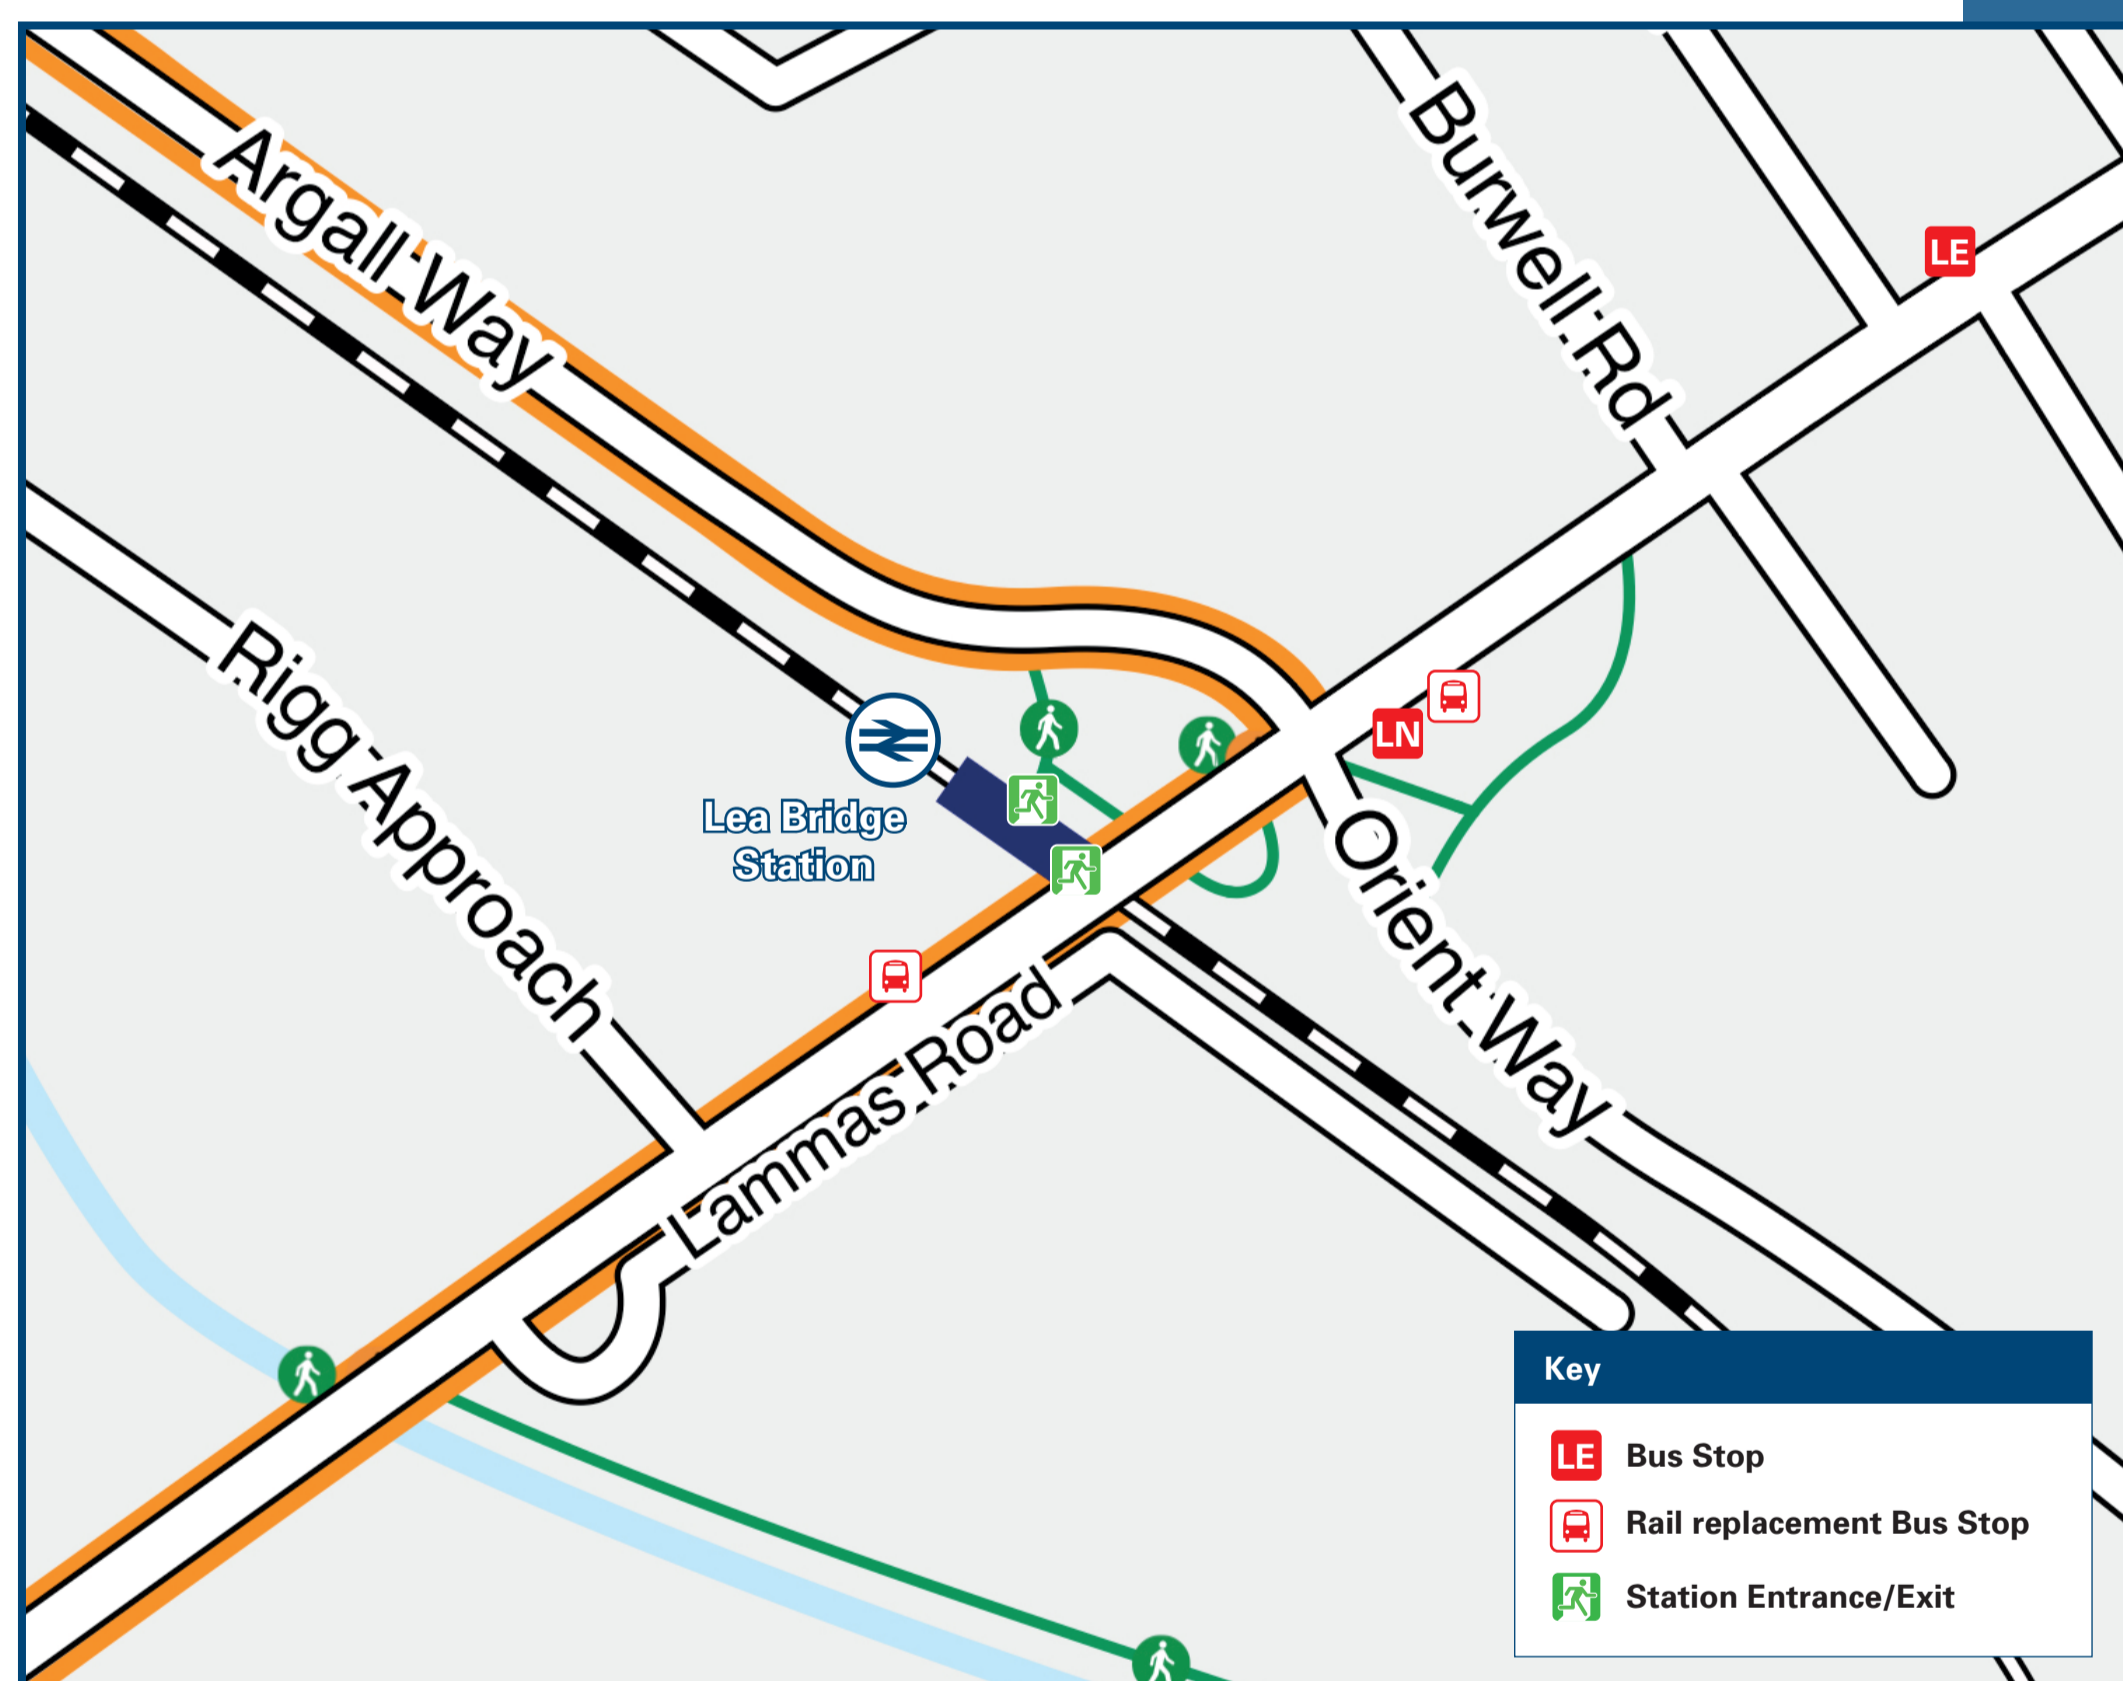 Argall Way
Burwell Rd
LE
Rigg Approach
LN
Lea Bridge
Station
Orient Way
Lammas Road
Key
LE Bus Stop
Rail replacement Bus Stop
Station Entrance/Exit